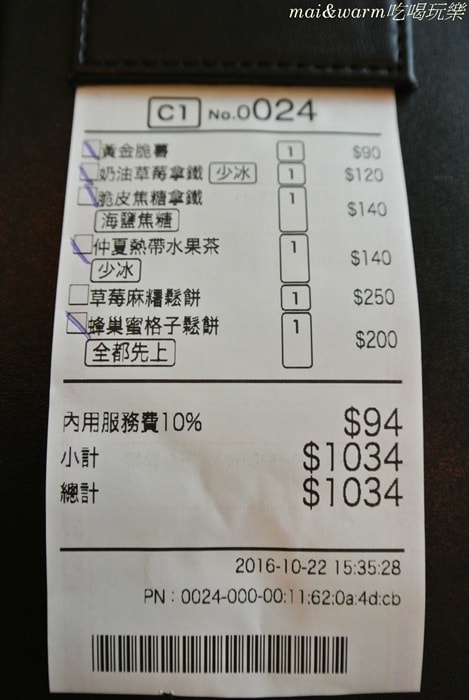 mai&warm吃喝玩樂
C1 No.0024
黃金脆薯 1 $90
奶油草莓拿鐵 少冰 1 $120
脆皮焦糖拿鐵 1 $140
海鹽焦糖
仲夏熱帶水果茶 1 $140
少冰
草莓麻糬鬆餅 1 $250
蜂巢蜜格子鬆餅 1 $200
全都先上
內用服務費10% $94
小計 $1034
總計 $1034
2016-10-22 15:35:28
PN : 0024-000-00:11:62:0a:4d:cb